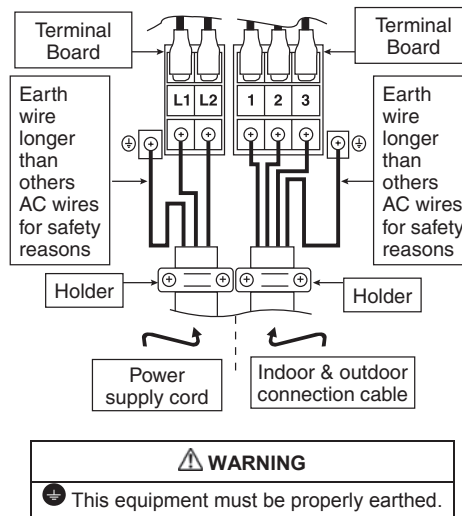 Terminal
Board
Terminal
Board
L1 L2
1 2 3
Earth
wire
longer
than
others
AC wires
for safety
reasons
Earth
wire
longer
than
others
AC wires
for safety
reasons
Holder
Holder
Power
supply cord
Indoor & outdoor
connection cable
WARNING
This equipment must be properly earthed.